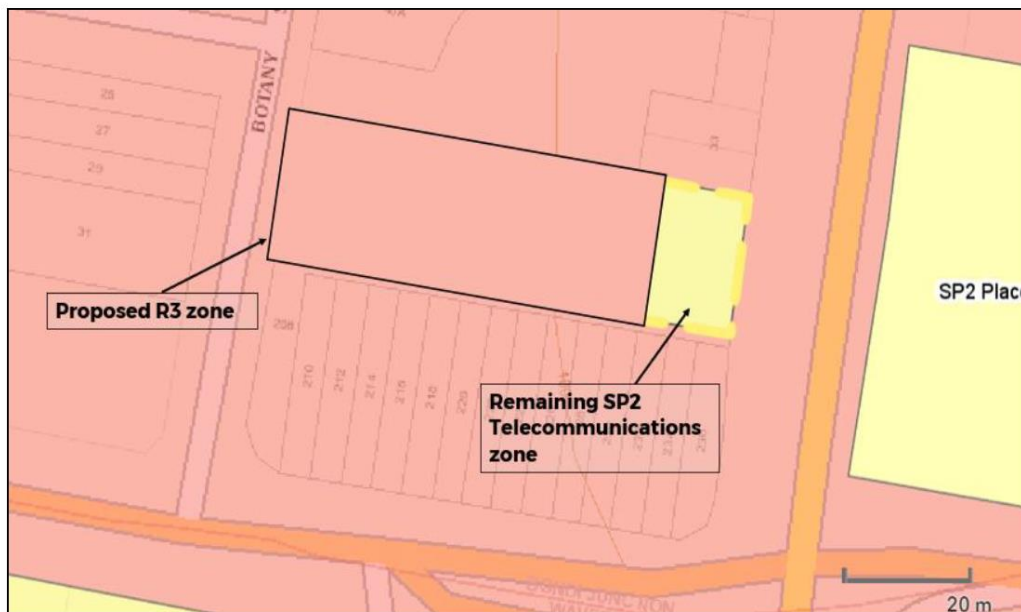 25
BOTANY
27
33
29
31
SP2 Place
Proposed R3 zone
208
210
212
214
216
218
220
Remaining SP2
Telecommunications
zone
20 m